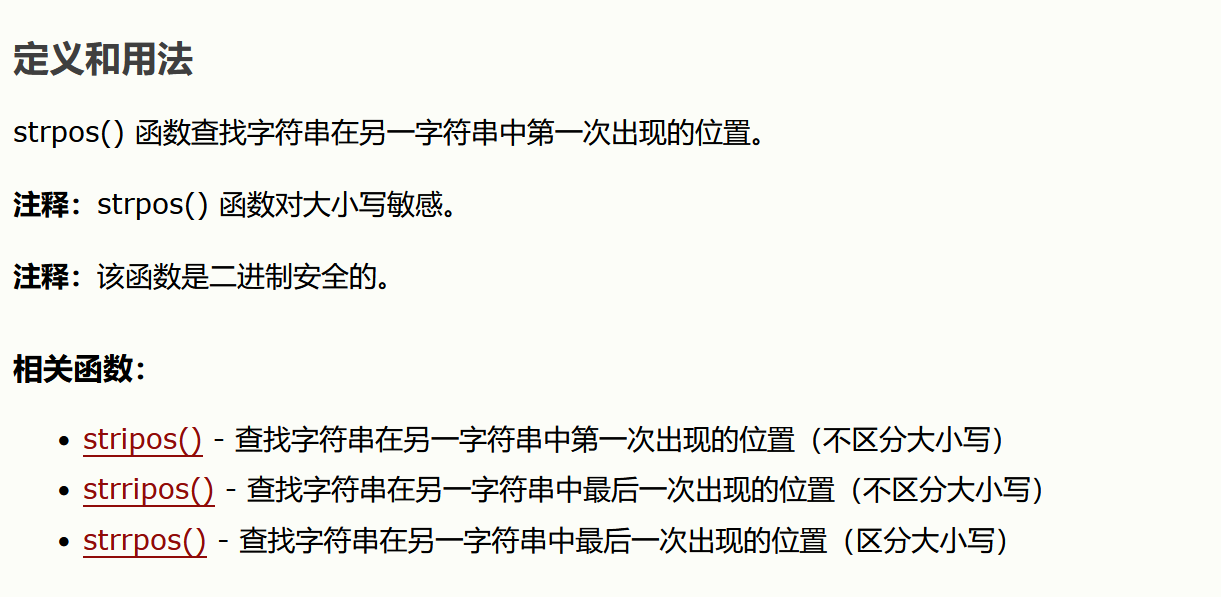 定义和用法
strpos() 函数查找字符串在另一字符串中第一次出现的位置。
注释：strpos() 函数对大小写敏感。
注释：该函数是二进制安全的。
相关函数：
• stripos() - 查找字符串在另一字符串中第一次出现的位置（不区分大小写）
• strripos() - 查找字符串在另一字符串中最后一次出现的位置（不区分大小写）
• strrpos() - 查找字符串在另一字符串中最后一次出现的位置（区分大小写）